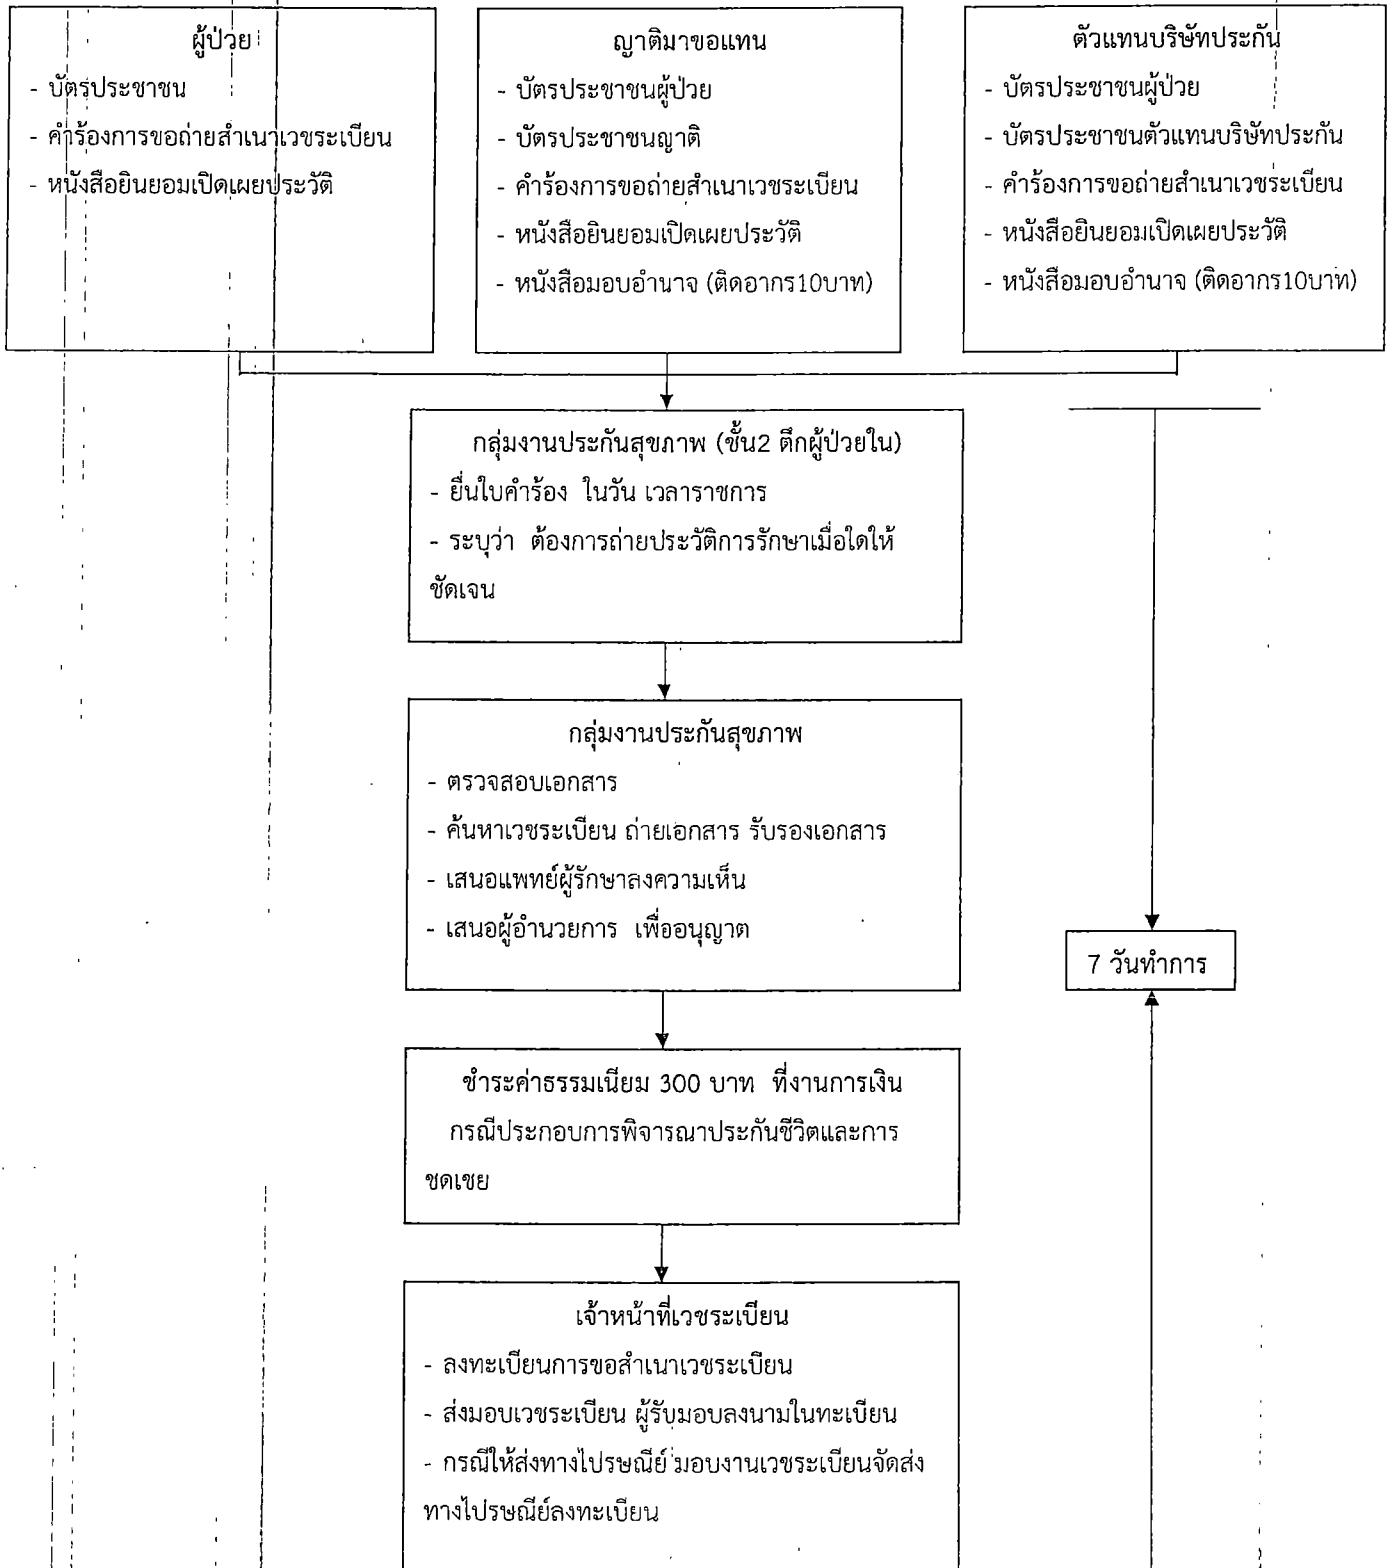 ผู้ป่วย
- บัตรประชาชน
- คำร้องการขอถ่ายสำเนาเวชระเบียน
- หนังสือยินยอมเปิดเผยประวัติ
ญาติมาขอแทน
- บัตรประชาชนผู้ป่วย
- บัตรประชาชนญาติ
- คำร้องการขอถ่ายสำเนาเวชระเบียน
- หนังสือยินยอมเปิดเผยประวัติ
- หนังสือมอบอำนาจ (ติดอากร10บาท)
ตัวแทนบริษัทประกัน
- บัตรประชาชนผู้ป่วย
- บัตรประชาชนตัวแทนบริษัทประกัน
- คำร้องการขอถ่ายสำเนาเวชระเบียน
- หนังสือยินยอมเปิดเผยประวัติ
- หนังสือมอบอำนาจ (ติดอากร10บาท)
กลุ่มงานประกันสุขภาพ (ชั้น2 ตึกผู้ป่วยใน)
- ยื่นใบคำร้อง ในวัน เวลาราชการ
- ระบุว่า ต้องการถ่ายประวัติการรักษาเมื่อใดให้
ชัดเจน
กลุ่มงานประกันสุขภาพ
- ตรวจสอบเอกสาร
- ค้นหาเวชระเบียน ถ่ายเอกสาร รับรองเอกสาร
- เสนอแพทย์ผู้รักษาลงความเห็น
- เสนอผู้อำนวยการ เพื่ออนุญาต
7 วันทำการ
ชำระค่าธรรมเนียม 300 บาท ที่งานการเงิน
กรณีประกอบการพิจารณาประกันชีวิตและการ
ชดเชย
เจ้าหน้าที่เวชระเบียน
- ลงทะเบียนการขอสำเนาเวชระเบียน
- ส่งมอบเวชระเบียน ผู้รับมอบลงนามในทะเบียน
- กรณีให้ส่งทางไปรษณีย์ มอบงานเวชระเบียนจัดส่ง
ทางไปรษณีย์ลงทะเบียน